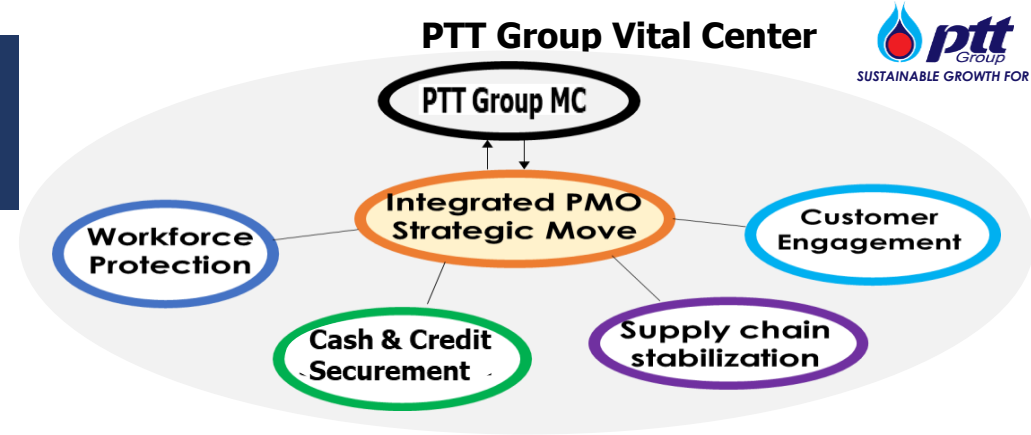 PTT Group Vital Center
ptt
Group
SUSTAINABLE GROWTH FOR
PTT Group MC
Integrated PMO
Strategic Move
Workforce
Protection
Customer
Engagement
Cash & Credit
Securement
Supply chain
stabilization